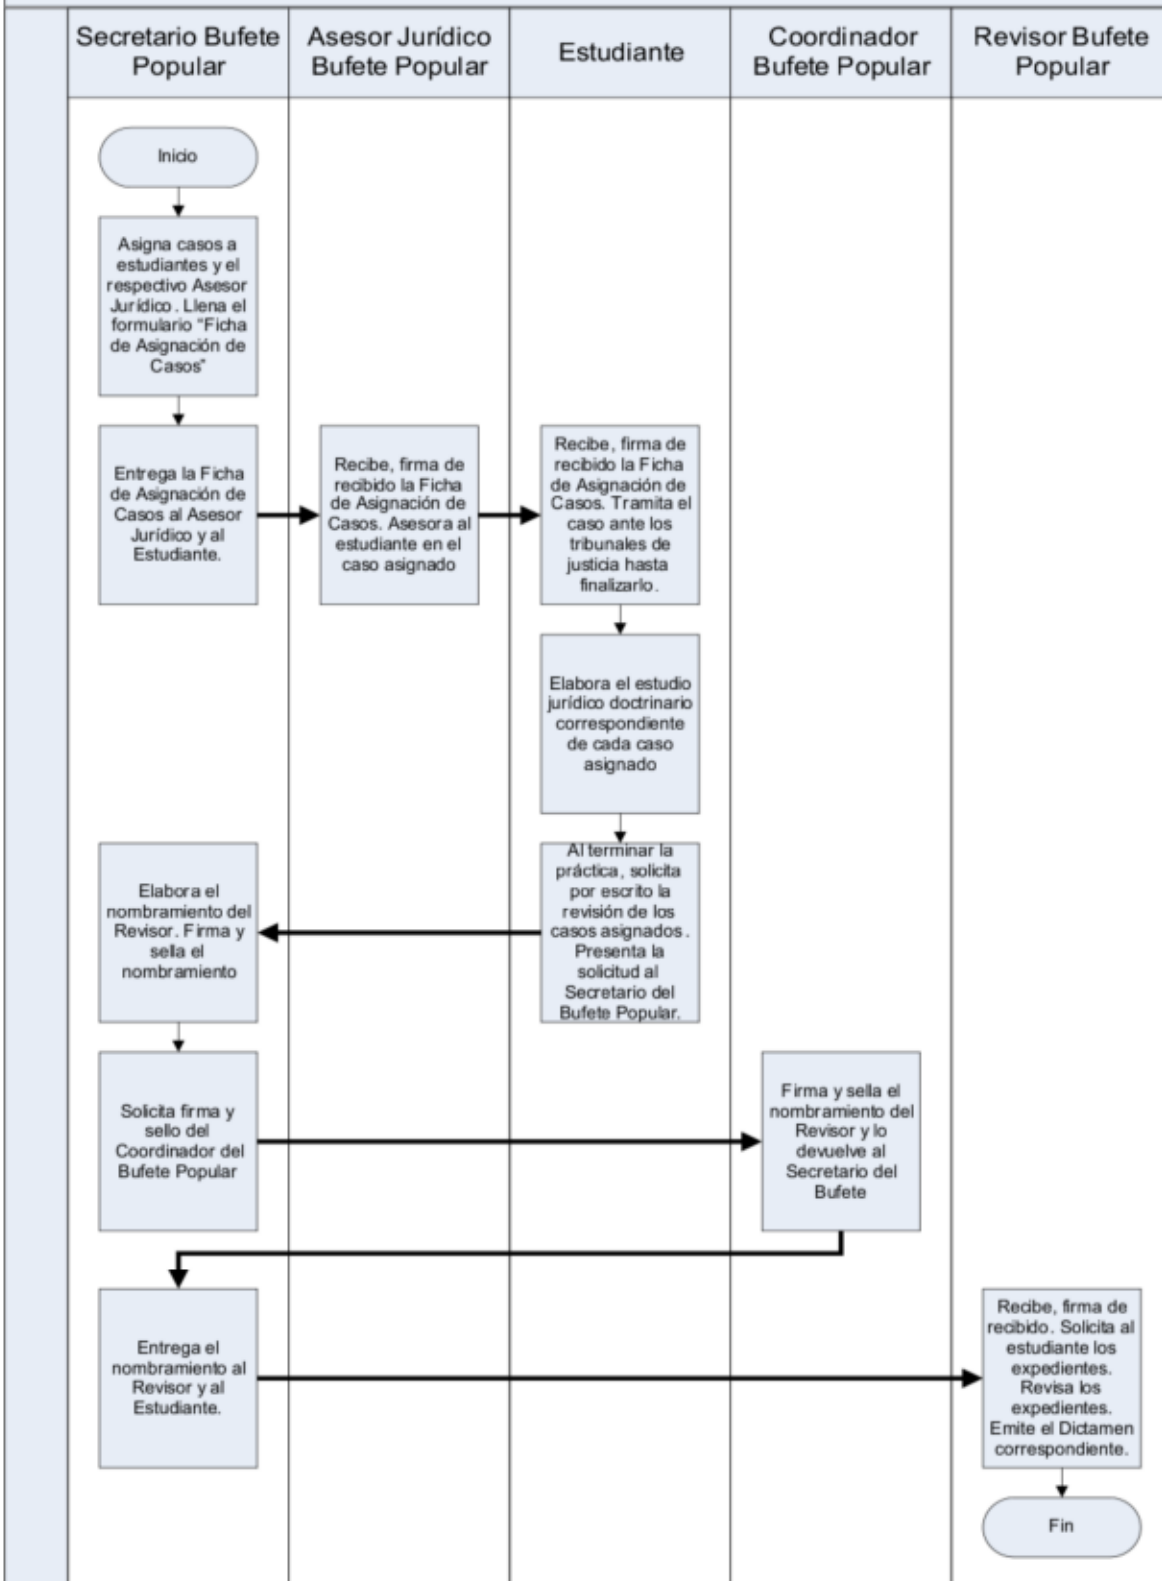 Secretario Bufete
Popular
Asesor Jurídico
Bufete Popular
Estudiante
Coordinador
Bufete Popular
Revisor Bufete
Popular
Inicio
Asigna casos a
estudiantes y el
respectivo Asesor
Jurídico. Llena el
formulario "Ficha
de Asignación de
Casos"
Entrega la Ficha
de Asignación de
Casos al Asesor
Jurídico y al
Estudiante.
Recibe, firma de
recibido la Ficha
de Asignación de
Casos. Asesora al
estudiante en el
caso asignado
Recibe, firma de
recibido la Ficha
de Asignación de
Casos. Tramita el
caso ante los
tribunales de
justicia hasta
finalizarlo.
Elabora el estudio
jurídico doctrinario
correspondiente
de cada caso
asignado
Al terminar la
práctica, solicita
por escrito la
revisión de los
casos asignados.
Presenta la
solicitud al
Secretario del
Bufete Popular.
Elabora el
nombramiento del
Revisor. Firma y
sella el
nombramiento
Solicita firma y
sello del
Coordinador del
Bufete Popular
Firma y sella el
nombramiento del
Revisor y lo
devuelve al
Secretario del
Bufete
Entrega el
nombramiento al
Revisor y al
Estudiante.
Recibe, firma de
recibido. Solicita al
estudiante los
expedientes.
Revisa los
expedientes.
Emite el Dictamen
correspondiente.
Fin